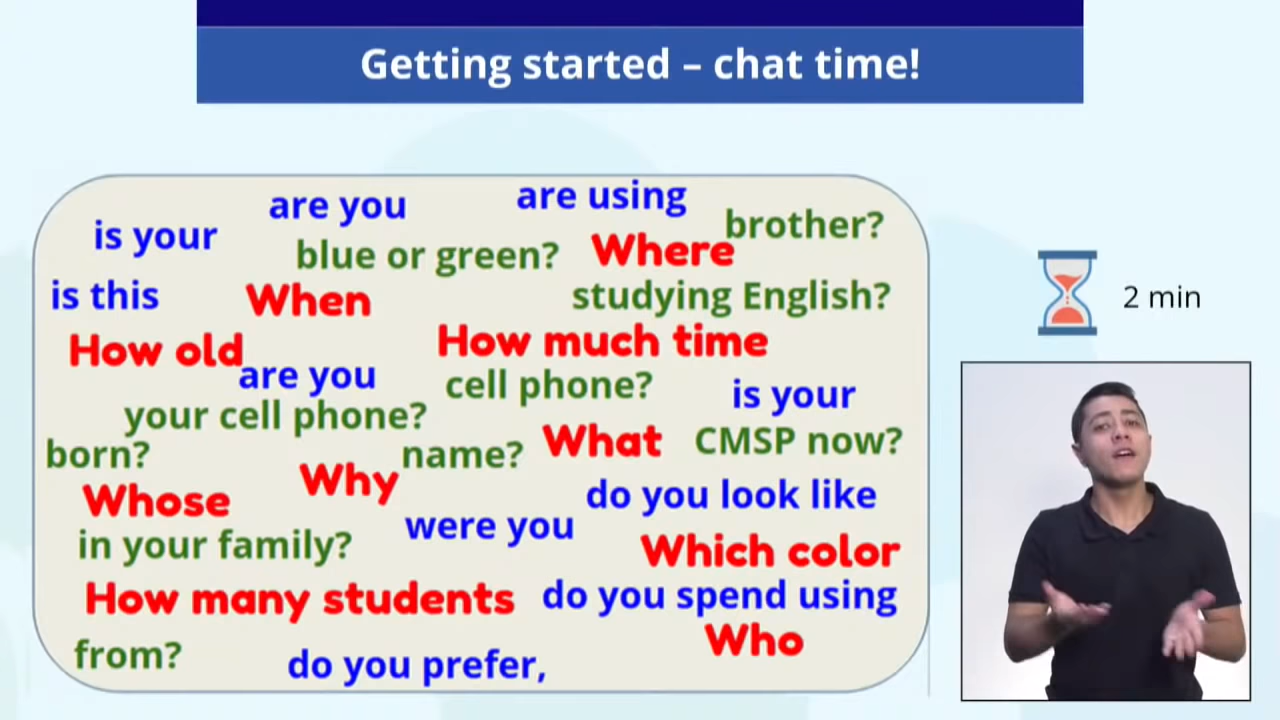 Getting started – chat time!
are you
are using
is your
brother?
blue or green?
Where
is this
When
studying English?
How old
How much time
are you
cell phone?
is your
your cell phone?
born?
Why
name?
What
CMSP now?
Whose
do you look like
were you
in your family?
Which color
How many students
do you spend using
Who
from?
do you prefer,
2 min